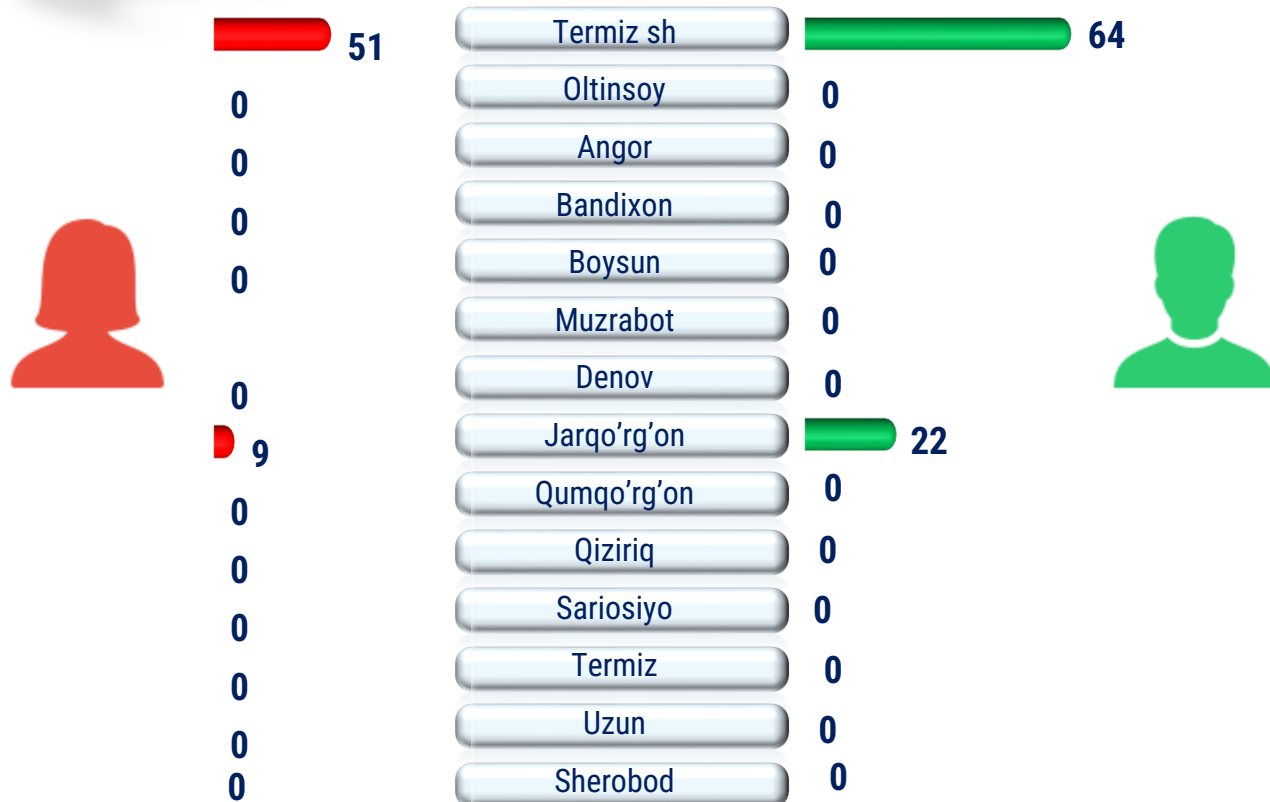 51 Termiz sh 64
0 Oltinsoy 0
0 Angor 0
0 Bandixon 0
0 Boysun 0
Muzrabot 0
0 Denov 0
9 Jarqo’rg’on 22
0 Qumqo’rg’on 0
0 Qiziriq 0
0 Sariosiyo 0
0 Termiz 0
0 Uzun 0
0 Sherobod 0